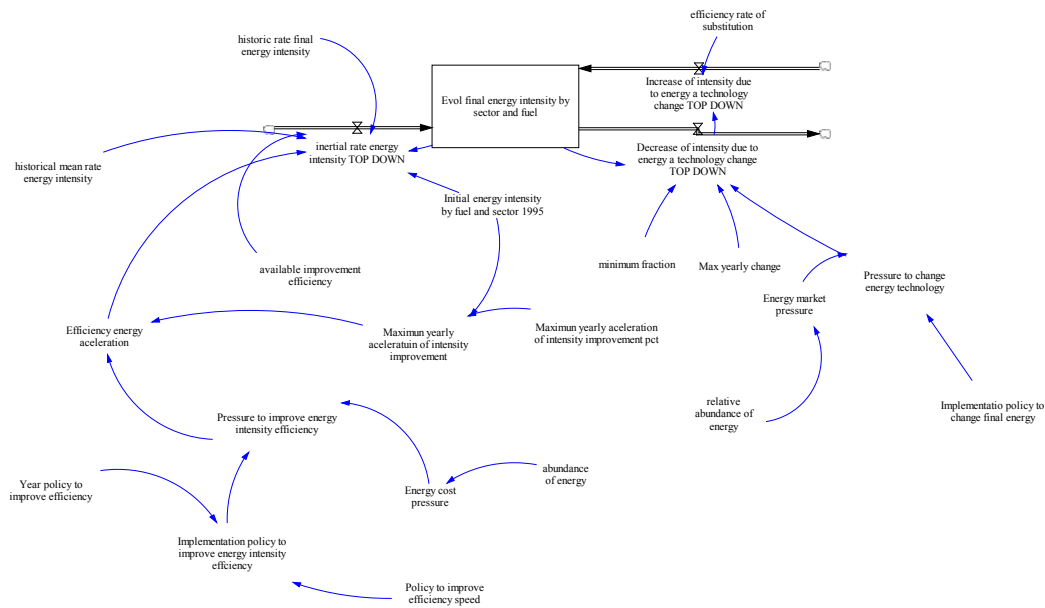 efficiency rate of
substitution
historic rate final
energy intensity
Increase of intensity due
to energy a technology
change TOP DOWN
Evol final energy intensity by
sector and fuel
inertial rate energy
intensity TOP DOWN
Decrease of intensity due to
energy a technology change
TOP DOWN
historical mean rate
energy intensity
Initial energy intensity
by fuel and sector 1995
available improvement
efficiency
minimum fraction
Max yearly change
Pressure to change
energy technology
Energy market
pressure
Efficiency energy
aceleration
Maximun yearly
aceleratuin of intensity
improvement
Maximun yearly aceleration
of intensity improvement pct
relative
abundance of
energy
Implementatio policy to
change final energy
Pressure to improve energy
intensity efficiency
Year policy to
improve efficiency
Energy cost
pressure
abundance
of energy
Implementation policy to
improve energy intensity
effciency
Policy to improve
efficiency speed